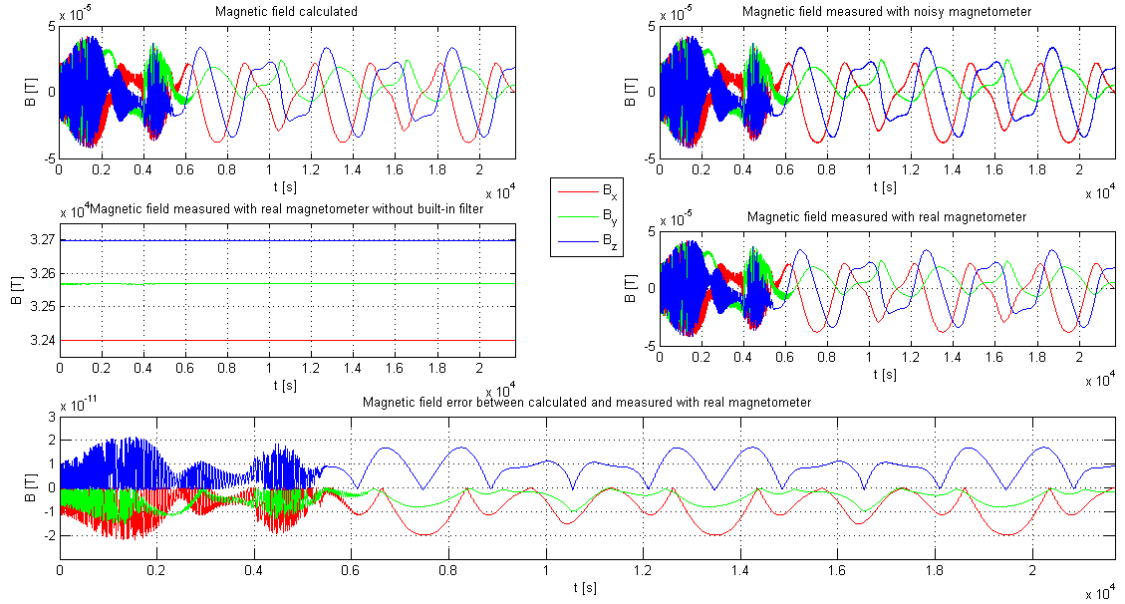 Magnetic field calculated
5 x 10^-5
0
-5
B [T]
0 0.2 0.4 0.6 0.8 1 1.2 1.4 1.6 1.8 2
t [s]
x 10^4
Magnetic field measured with noisy magnetometer
5 x 10^-5
0
-5
B [T]
0 0.2 0.4 0.6 0.8 1 1.2 1.4 1.6 1.8 2
t [s]
x 10^4
B_x
B_y
B_z
x 10^4 Magnetic field measured with real magnetometer without built-in filter
3.27
3.26
3.25
3.24
B [T]
0 0.2 0.4 0.6 0.8 1 1.2 1.4 1.6 1.8 2
t [s]
x 10^4
Magnetic field measured with real magnetometer
5 x 10^-5
0
-5
B [T]
0 0.2 0.4 0.6 0.8 1 1.2 1.4 1.6 1.8 2
t [s]
x 10^4
Magnetic field error between calculated and measured with real magnetometer
x 10^-11
3
2
1
0
-1
-2
B [T]
0 0.2 0.4 0.6 0.8 1 1.2 1.4 1.6 1.8 2
t [s]
x 10^4